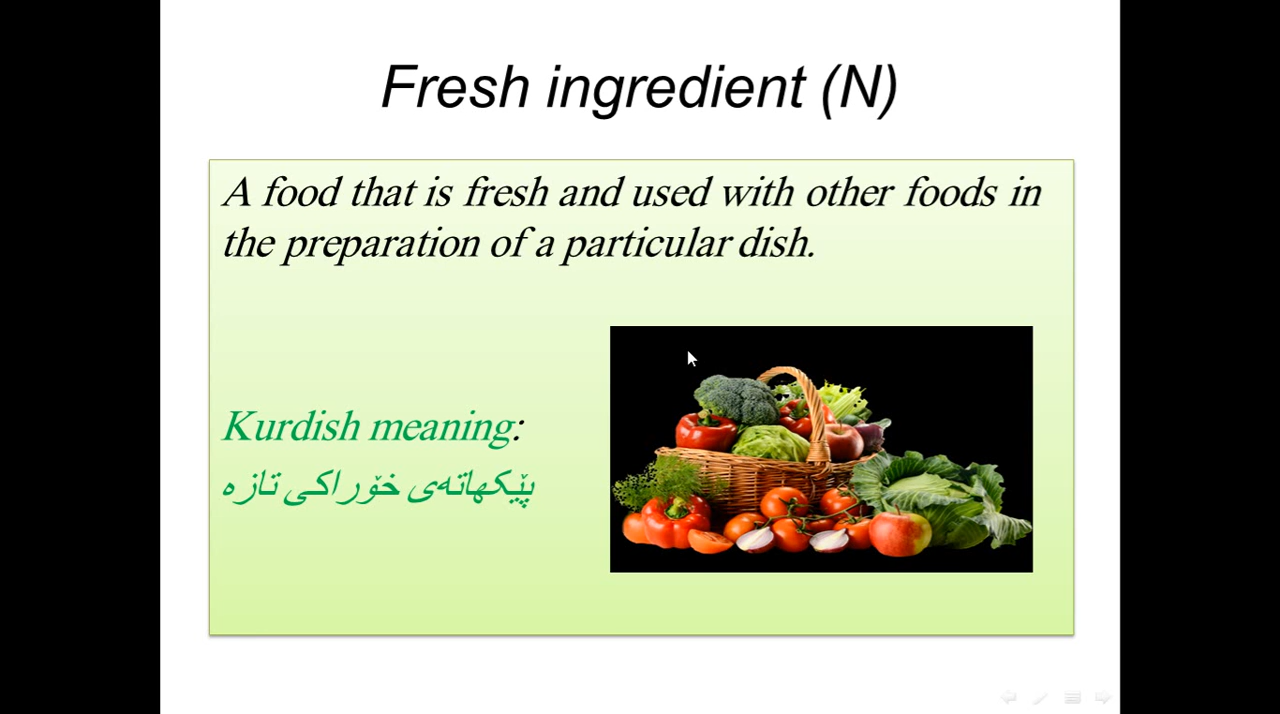 Fresh ingredient (N)
A food that is fresh and used with other foods in
the preparation of a particular dish.
Kurdish meaning:
پێکهاتەی خۆراکی تازە